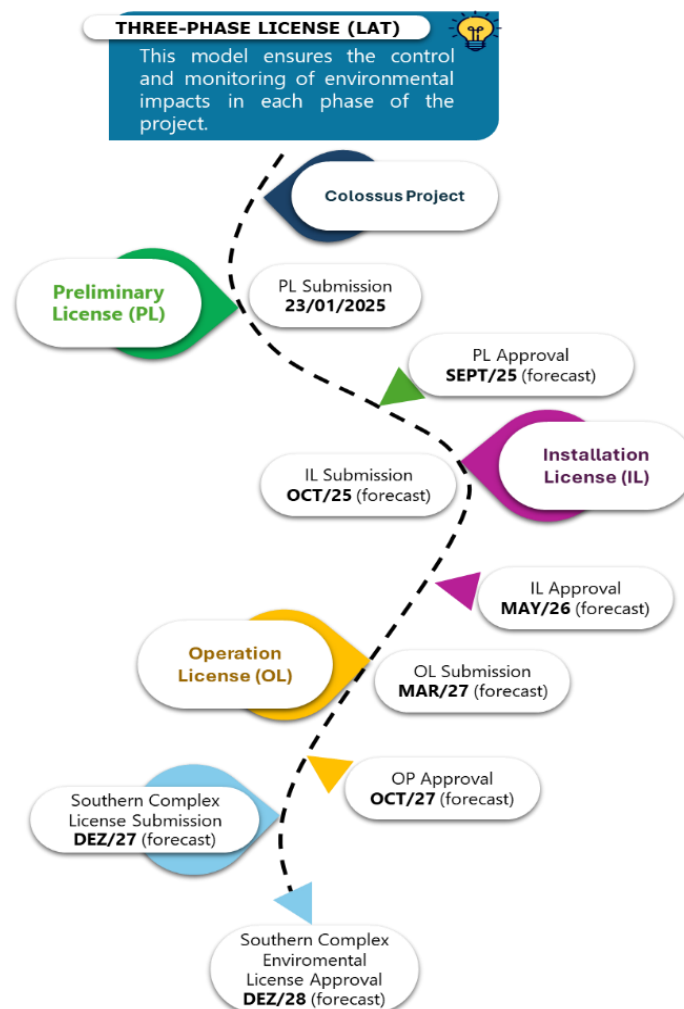 THREE-PHASE LICENSE (LAT)
This model ensures the control
and monitoring of environmental
impacts in each phase of the
project.
Colossus Project
Preliminary
License (PL)
PL Submission
23/01/2025
PL Approval
SEPT/25 (forecast)
Installation
License (IL)
IL Submission
OCT/25 (forecast)
IL Approval
MAY/26 (forecast)
Operation
License (OL)
OL Submission
MAR/27 (forecast)
OP Approval
OCT/27 (forecast)
Southern Complex
License Submission
DEZ/27 (forecast)
Southern Complex
Enviromental
License Approval
DEZ/28 (forecast)